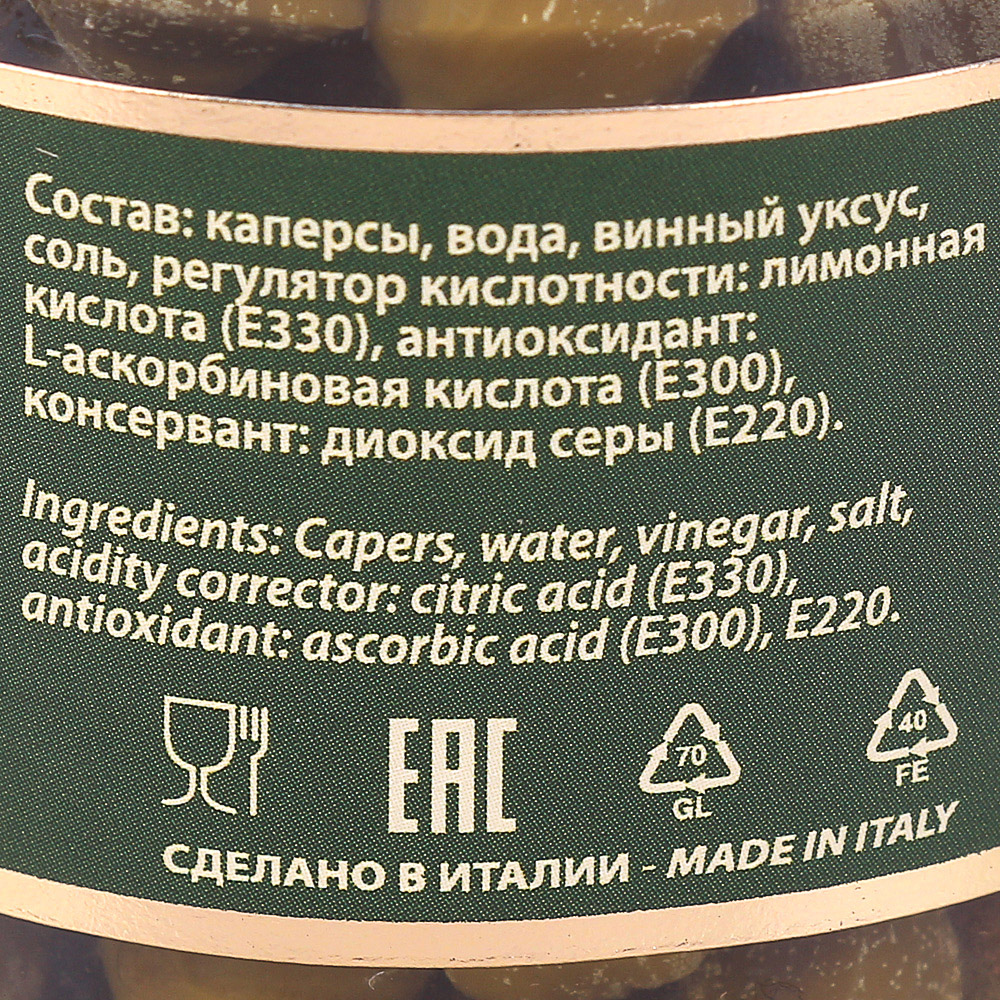 Состав: каперсы, вода, винный уксус,
соль, регулятор кислотности: лимонная
кислота (Е330), антиоксидант:
L-аскорбиновая кислота (Е300),
консервант: диоксид серы (Е220).
Ingredients: Capers, water, vinegar, salt,
acidity corrector: citric acid (E330),
antioxidant: ascorbic acid (E300), E220.
EAC
70
GL
40
FE
СДЕЛАНО В ИТАЛИИ - MADE IN ITALY